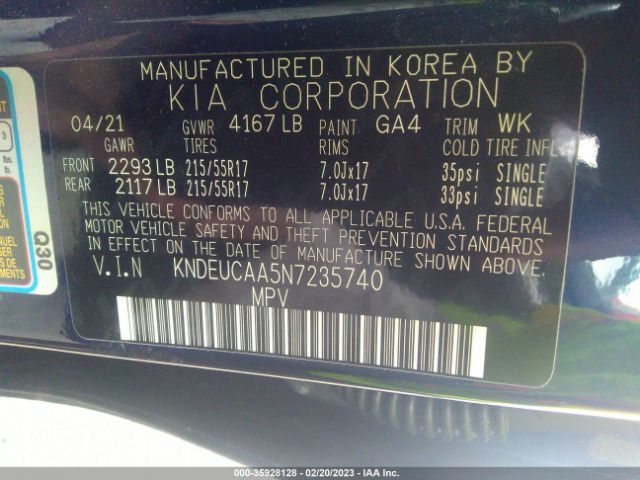 MANUFACTURED IN KOREA BY
KIA CORPORATION
04/21 GVWR 4167 LB PAINT GA4 TRIM WK
GAWR TIRES RIMS COLD TIRE INFL
FRONT 2293 LB 215/55R17 7.0Jx17 35psi SINGLE
REAR 2117 LB 215/55R17 7.0Jx17 33psi SINGLE
THIS VEHICLE CONFORMS TO ALL APPLICABLE U.S.A. FEDERAL
MOTOR VEHICLE SAFETY AND THEFT PREVENTION STANDARDS
IN EFFECT ON THE DATE OF MANUFACTURE SHOWN ABOVE.
V.I.N KNDEUCAA5N7235740
MPV
3
lbs.
lb.
Q30
000-35928128 - 02/20/2023 - IAA Inc.